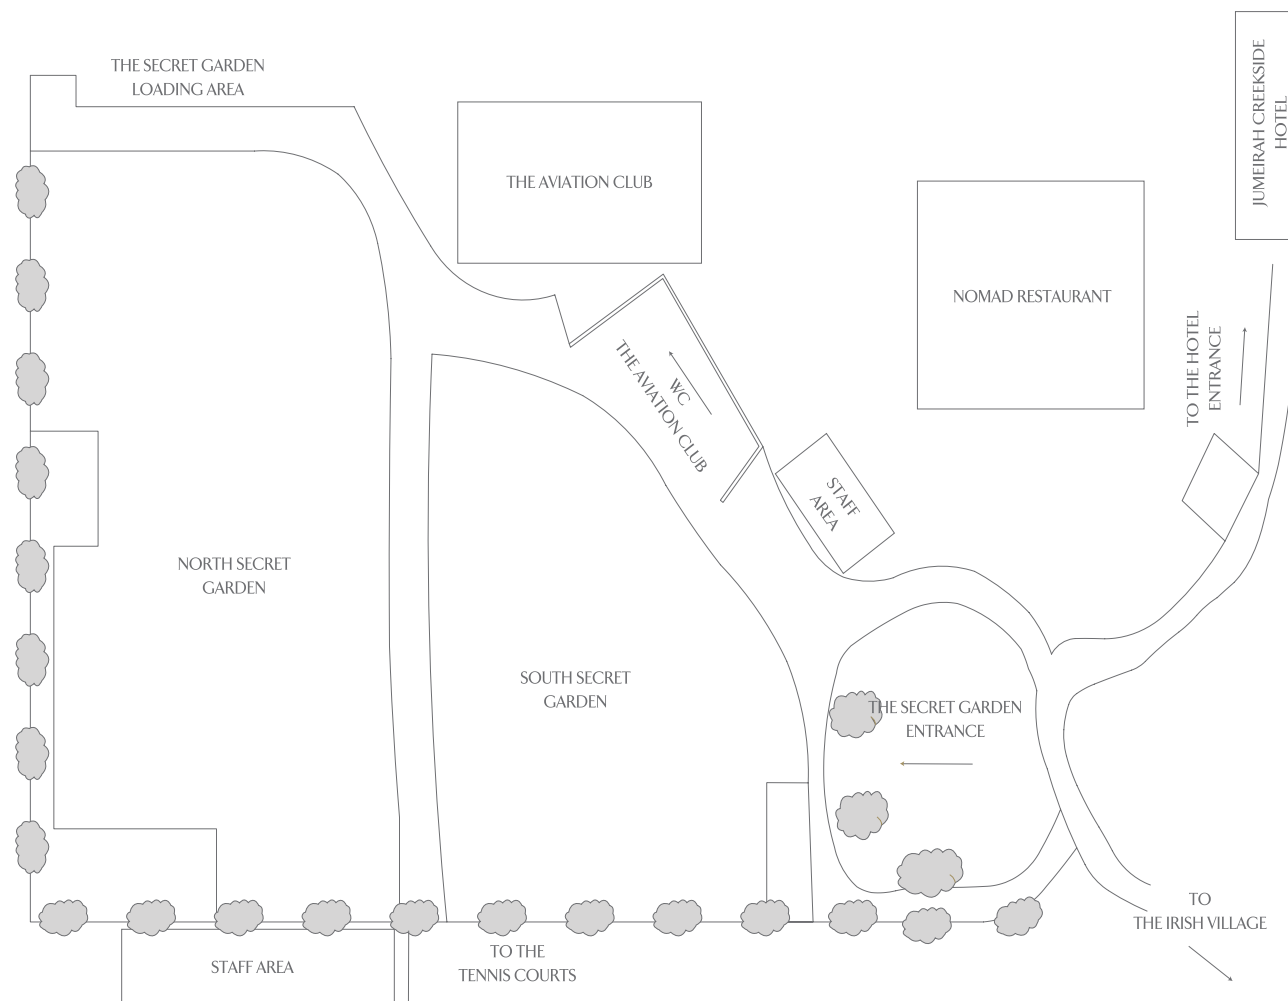 THE SECRET GARDEN
LOADING AREA
THE AVIATION CLUB
JUMEIRAH CREEKSIDE
HOTEL
NOMAD RESTAURANT
TO THE HOTEL
ENTRANCE
WC
THE AVIATION CLUB
STAFF
AREA
NORTH SECRET
GARDEN
SOUTH SECRET
GARDEN
THE SECRET GARDEN
ENTRANCE
TO
THE IRISH VILLAGE
STAFF AREA
TO THE
TENNIS COURTS